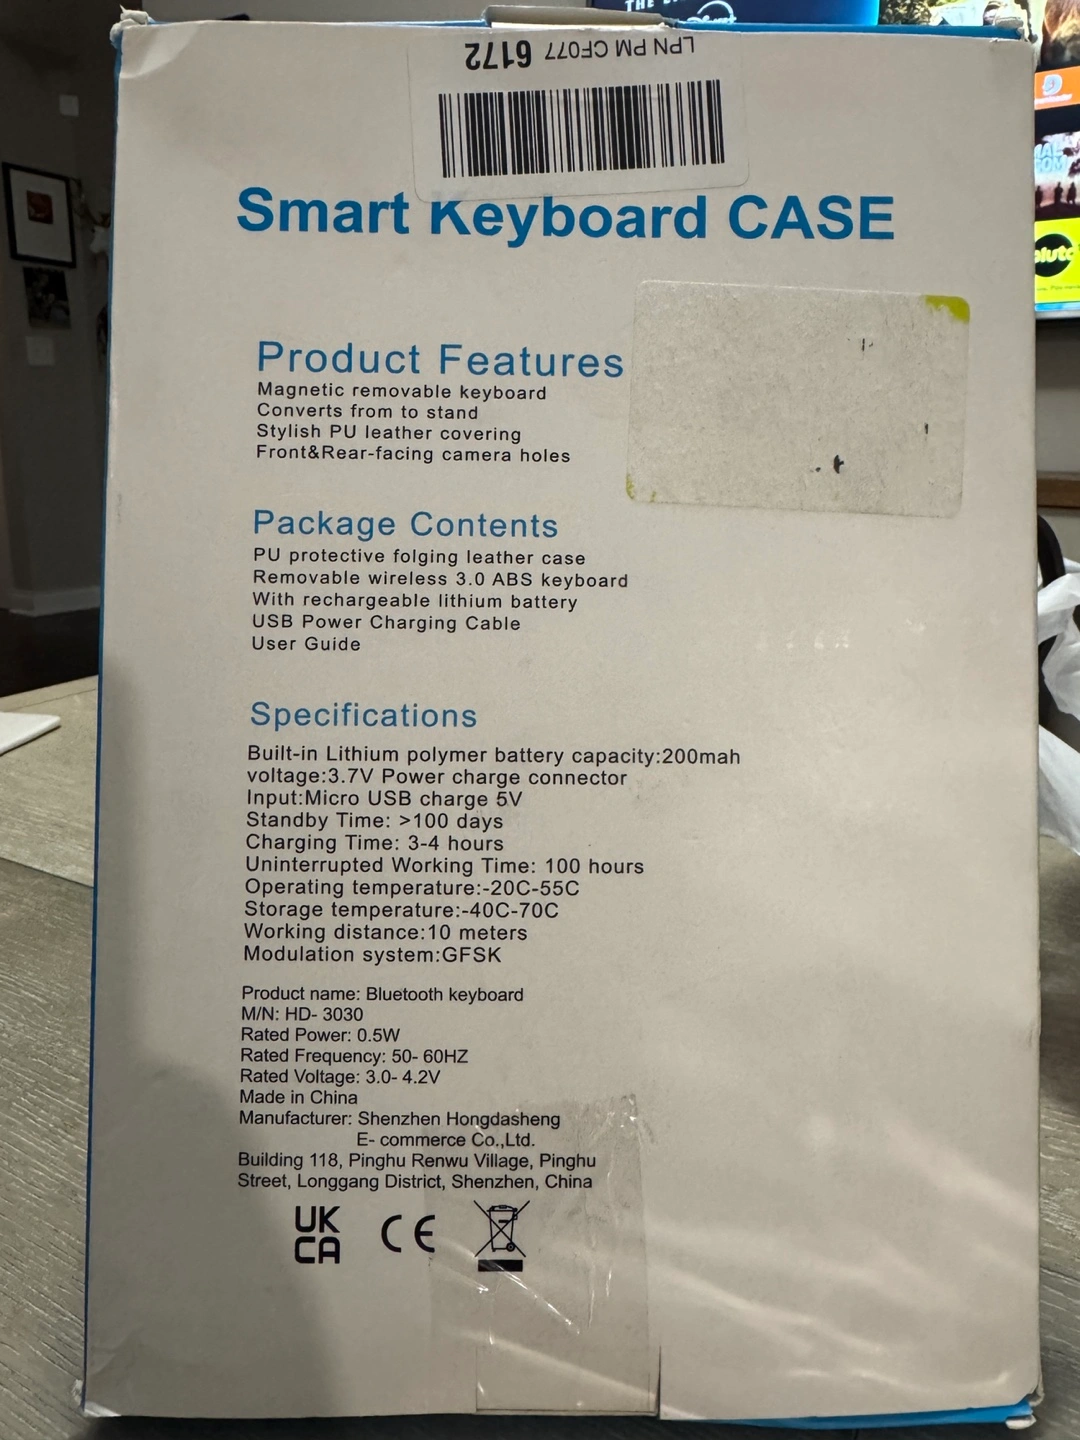 THE
LPN PM CF077 6172
Smart Keyboard CASE
Product Features
Magnetic removable keyboard
Converts from to stand
Stylish PU leather covering
Front&Rear-facing camera holes
Package Contents
PU protective folging leather case
Removable wireless 3.0 ABS keyboard
With rechargeable lithium battery
USB Power Charging Cable
User Guide
Specifications
Built-in Lithium polymer battery capacity:200mah
voltage:3.7V Power charge connector
Input:Micro USB charge 5V
Standby Time: >100 days
Charging Time: 3-4 hours
Uninterrupted Working Time: 100 hours
Operating temperature:-20C-55C
Storage temperature:-40C-70C
Working distance:10 meters
Modulation system:GFSK
Product name: Bluetooth keyboard
M/N: HD- 3030
Rated Power: 0.5W
Rated Frequency: 50- 60HZ
Rated Voltage: 3.0- 4.2V
Made in China
Manufacturer: Shenzhen Hongdasheng
E- commerce Co.,Ltd.
Building 118, Pinghu Renwu Village, Pinghu
Street, Longgang District, Shenzhen, China
UK
CA CE